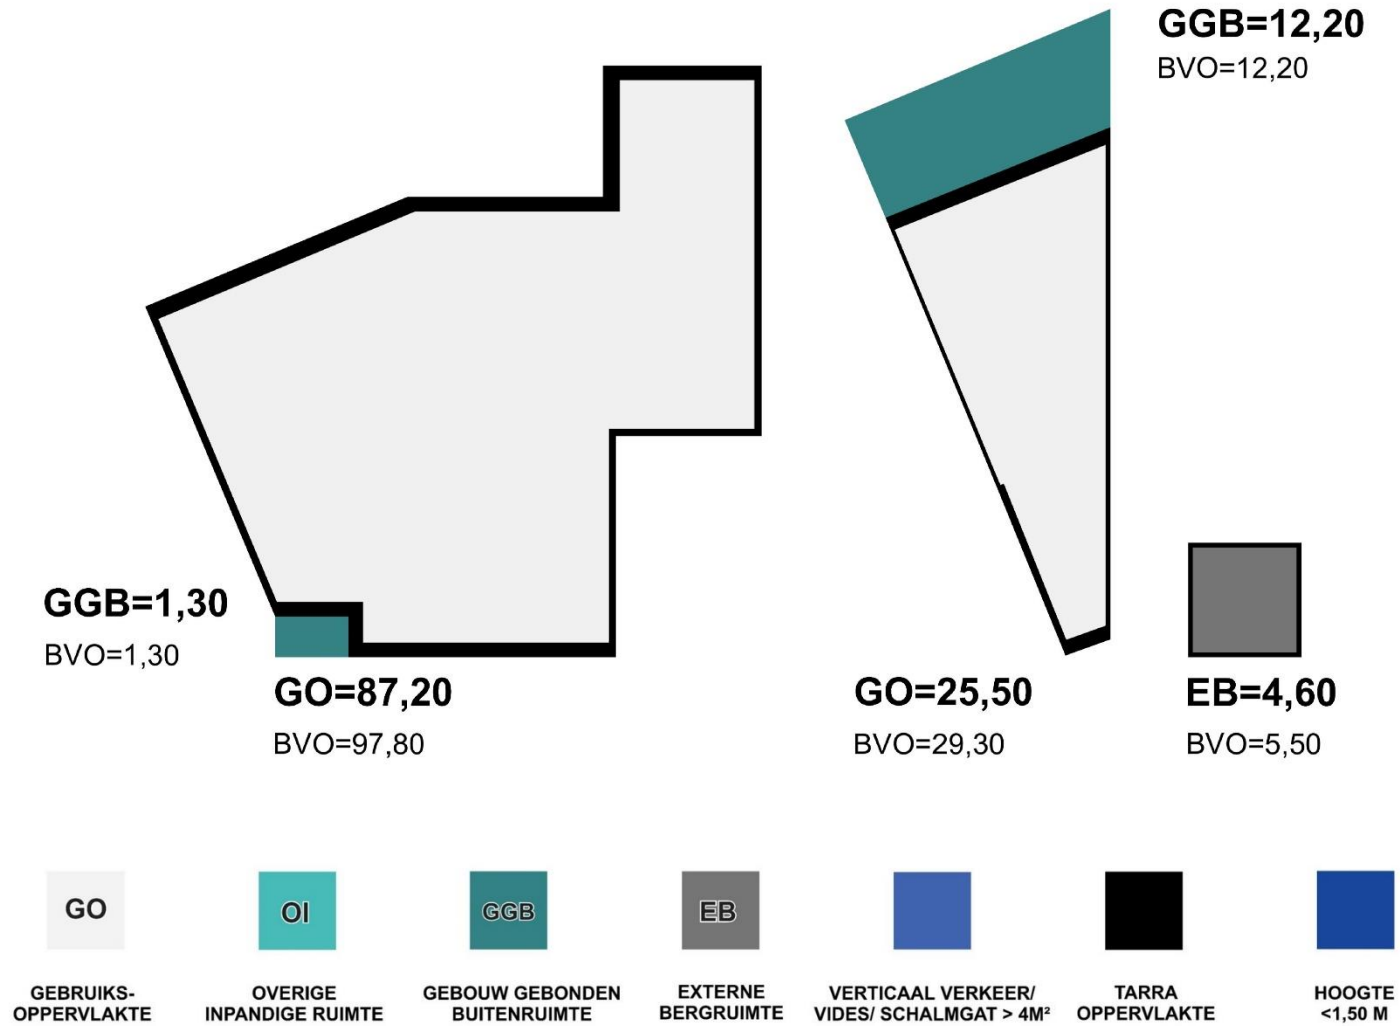 GGB=12,20
BVO=12,20
GGB=1,30
BVO=1,30
GO=87,20
BVO=97,80
GO=25,50
BVO=29,30
EB=4,60
BVO=5,50
GO
OI
GGB
EB
GEBRUIKS-
OPPERVLAKTE
OVERIGE
INPANDIGE RUIMTE
GEBOUW GEBONDEN
BUITENRUIMTE
EXTERNE
BERGRUIMTE
VERTICAAL VERKEER/
VIDES/ SCHALMGAT > 4M²
TARRA
OPPERVLAKTE
HOOGTE
<1,50 M